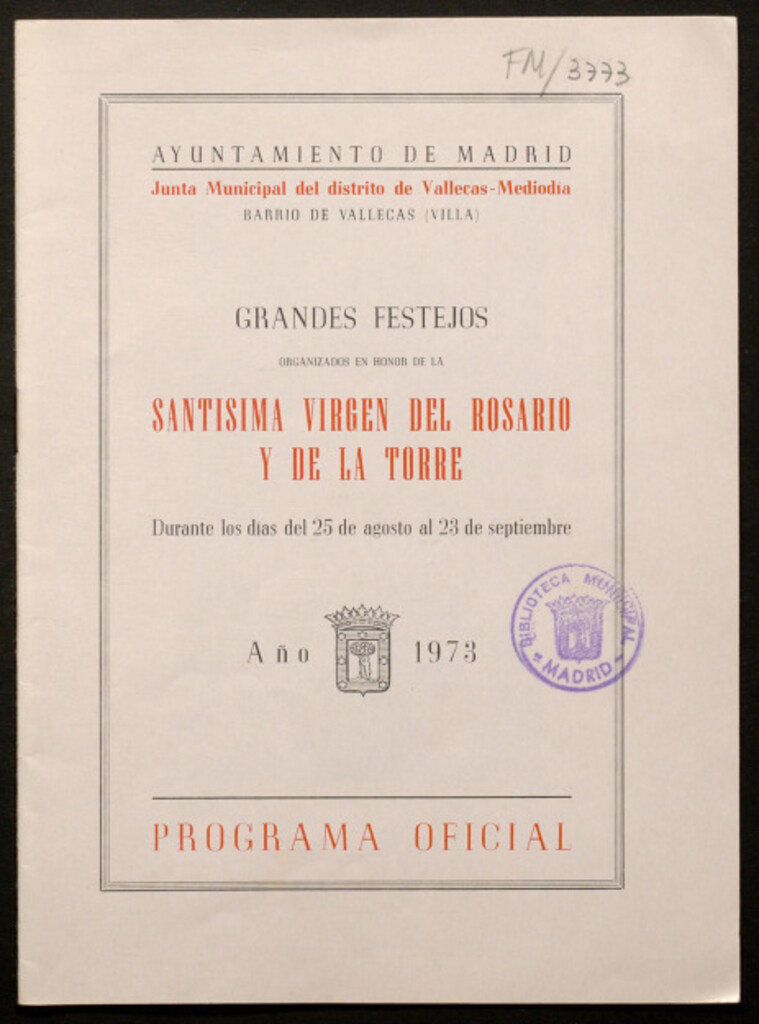 FM/3773
AYUNTAMIENTO DE MADRID
Junta Municipal del distrito de Vallecas-Mediodía
BARRIO DE VALLECAS (VILLA)
GRANDES FESTEJOS
ORGANIZADOS EN HONOR DE LA
SANTISIMA VIRGEN DEL ROSARIO
Y DE LA TORRE
Durante los días del 25 de agosto al 23 de septiembre
Año 1973
BIBLIOTECA MUNICIPAL
MADRID
PROGRAMA OFICIAL